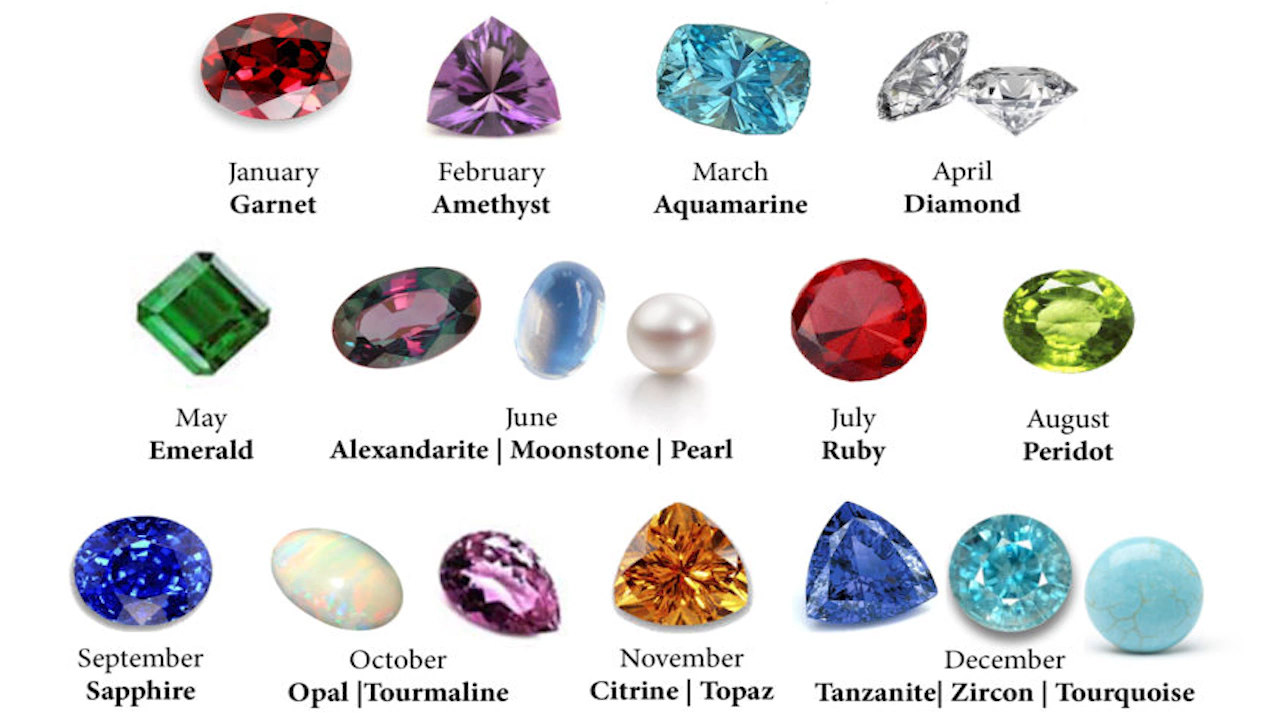 January
Garnet
February
Amethyst
March
Aquamarine
April
Diamond
May
Emerald
June
Alexandarite | Moonstone | Pearl
July
Ruby
August
Peridot
September
Sapphire
October
Opal |Tourmaline
November
Citrine | Topaz
December
Tanzanite| Zircon | Tourquoise